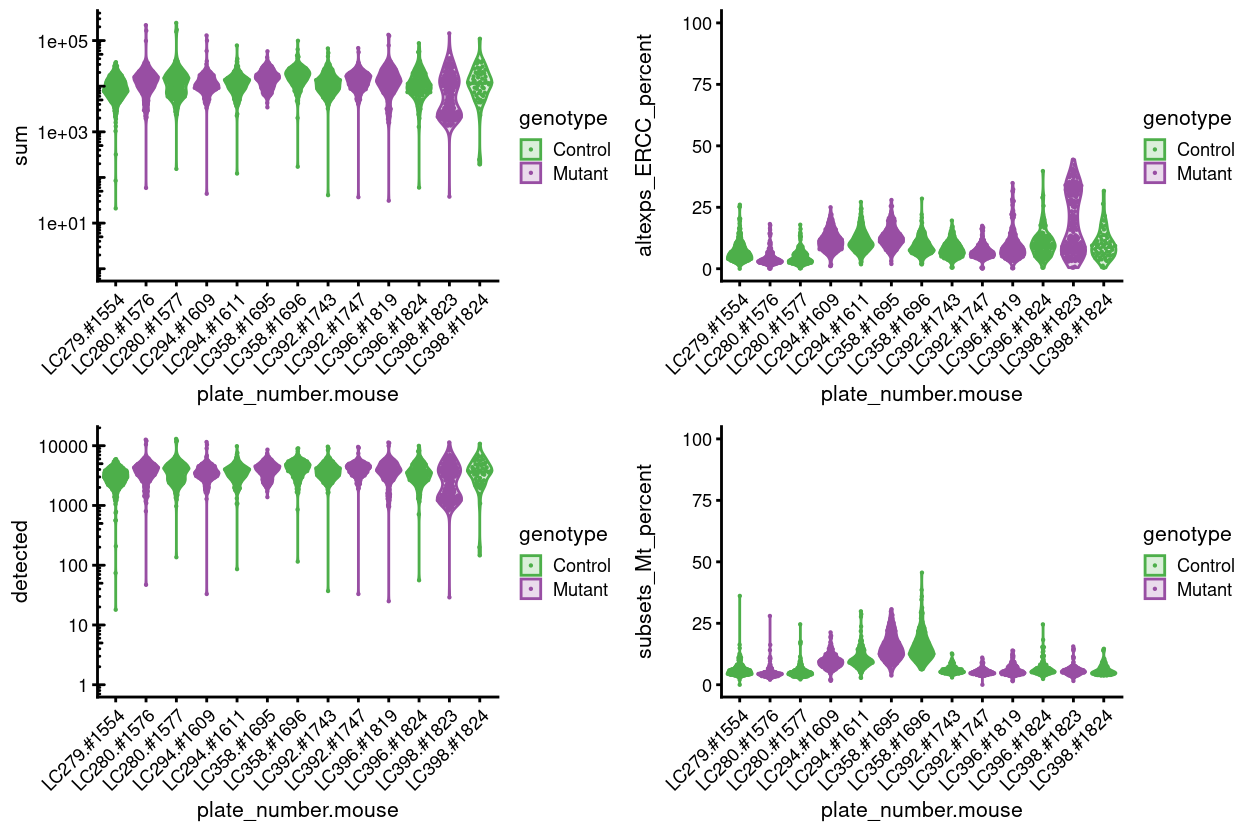 sum
1e+05
1e+03
1e+01
LC279.#1554
LC280.#1576
LC280.#1577
LC294.#1609
LC294.#1611
LC358.#1695
LC358.#1696
LC392.#1743
LC392.#1747
LC396.#1819
LC396.#1824
LC398.#1823
LC398.#1824
plate_number.mouse
genotype
Control
Mutant
altexps_ERCC_percent
100
75
50
25
0
LC279.#1554
LC280.#1576
LC280.#1577
LC294.#1609
LC294.#1611
LC358.#1695
LC358.#1696
LC392.#1743
LC392.#1747
LC396.#1819
LC396.#1824
LC398.#1823
LC398.#1824
plate_number.mouse
genotype
Control
Mutant
detected
10000
1000
100
10
1
LC279.#1554
LC280.#1576
LC280.#1577
LC294.#1609
LC294.#1611
LC358.#1695
LC358.#1696
LC392.#1743
LC392.#1747
LC396.#1819
LC396.#1824
LC398.#1823
LC398.#1824
plate_number.mouse
genotype
Control
Mutant
subsets_Mt_percent
100
75
50
25
0
LC279.#1554
LC280.#1576
LC280.#1577
LC294.#1609
LC294.#1611
LC358.#1695
LC358.#1696
LC392.#1743
LC392.#1747
LC396.#1819
LC396.#1824
LC398.#1823
LC398.#1824
plate_number.mouse
genotype
Control
Mutant